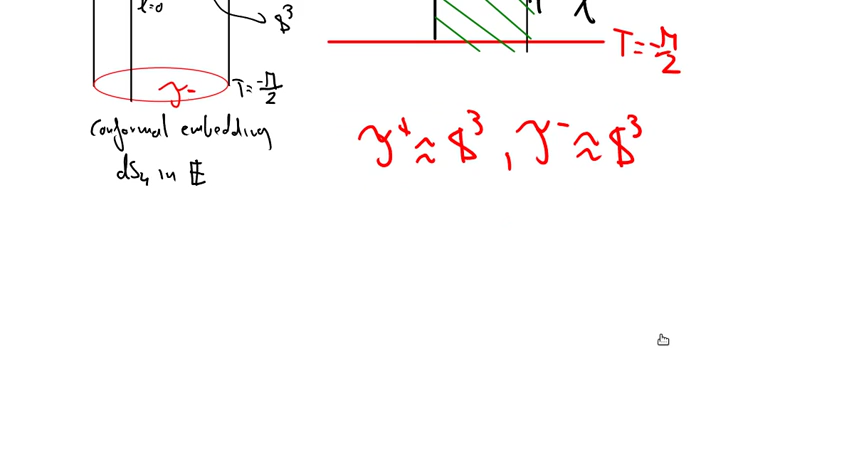 t=0
S³
T = -π/2
𝒥⁻
T = -π/2
conformal embedding
dS₄ in E
𝒥⁺ ≈ S³, 𝒥⁻ ≈ S³